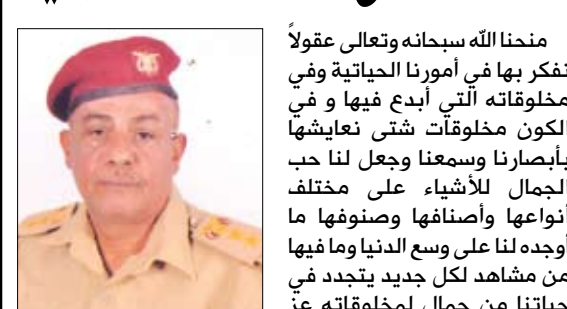 منحنا الله سبحانه وتعالى عقولاً
نفكر بها في أمورنا الحياتية وفي
مخلوقاته التي أبدع فيها و في
الكون مخلوقات شتى نعايشها
بأبصارنا وسمعنا وجعل لنا حب
الجمال للأشياء على مختلف
أنواعها وأصنافها وصنوفها ما
أوجده لنا على وسع الدنيا وما فيها
من مشاهد لكل جديد يتجدد في
حياتنا من جمال لمخلوقاته عز